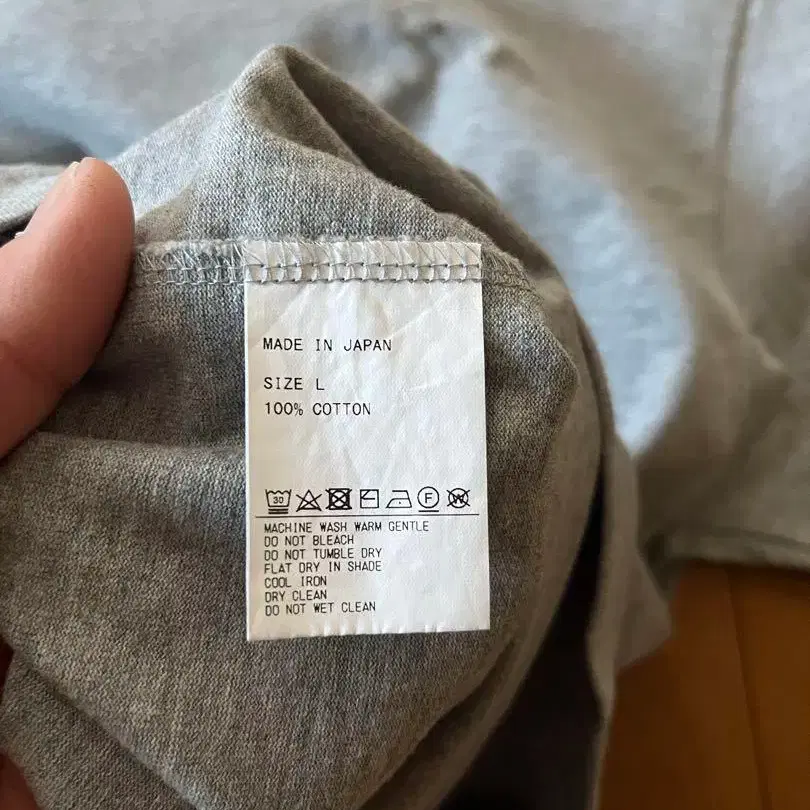 MADE IN JAPAN
SIZE L
100% COTTON
30 F W
MACHINE WASH WARM GENTLE
DO NOT BLEACH
DO NOT TUMBLE DRY
FLAT DRY IN SHADE
COOL IRON
DRY CLEAN
DO NOT WET CLEAN